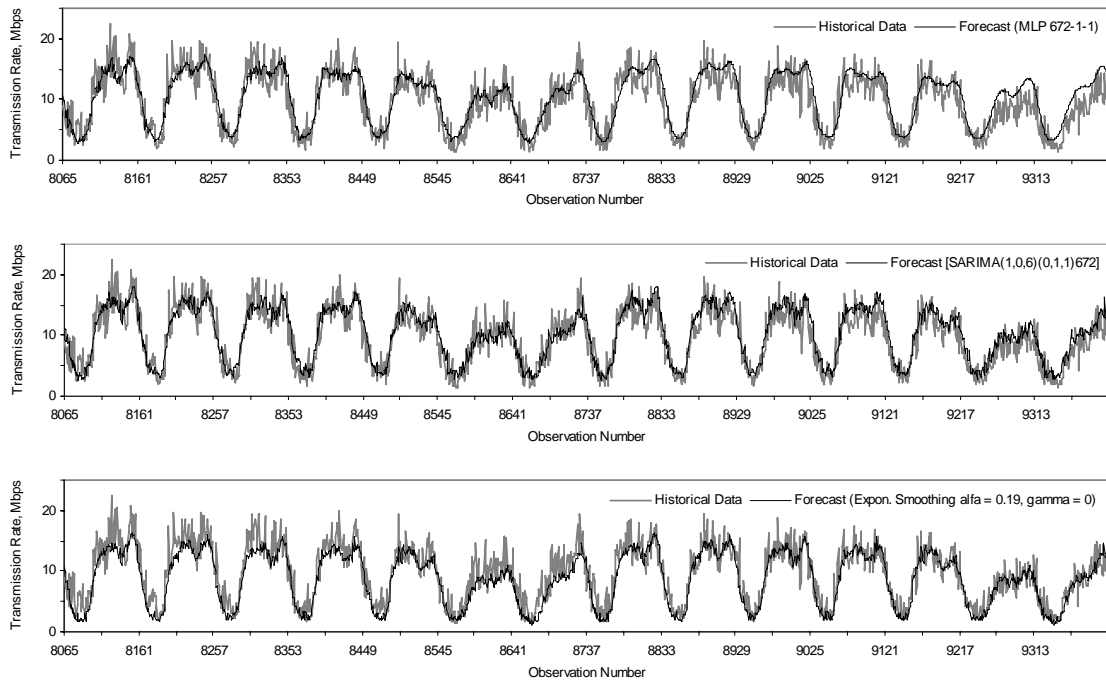 Transmission Rate, Mbps
Historical Data
Forecast (MLP 672-1-1)
20
10
0
8065 8161 8257 8353 8449 8545 8641 8737 8833 8929 9025 9121 9217 9313
Observation Number
Transmission Rate, Mbps
Historical Data
Forecast [SARIMA(1,0,6)(0,1,1)672]
20
10
0
8065 8161 8257 8353 8449 8545 8641 8737 8833 8929 9025 9121 9217 9313
Observation Number
Transmission Rate, Mbps
Historical Data
Forecast (Expon. Smoothing alfa = 0.19, gamma = 0)
20
10
0
8065 8161 8257 8353 8449 8545 8641 8737 8833 8929 9025 9121 9217 9313
Observation Number